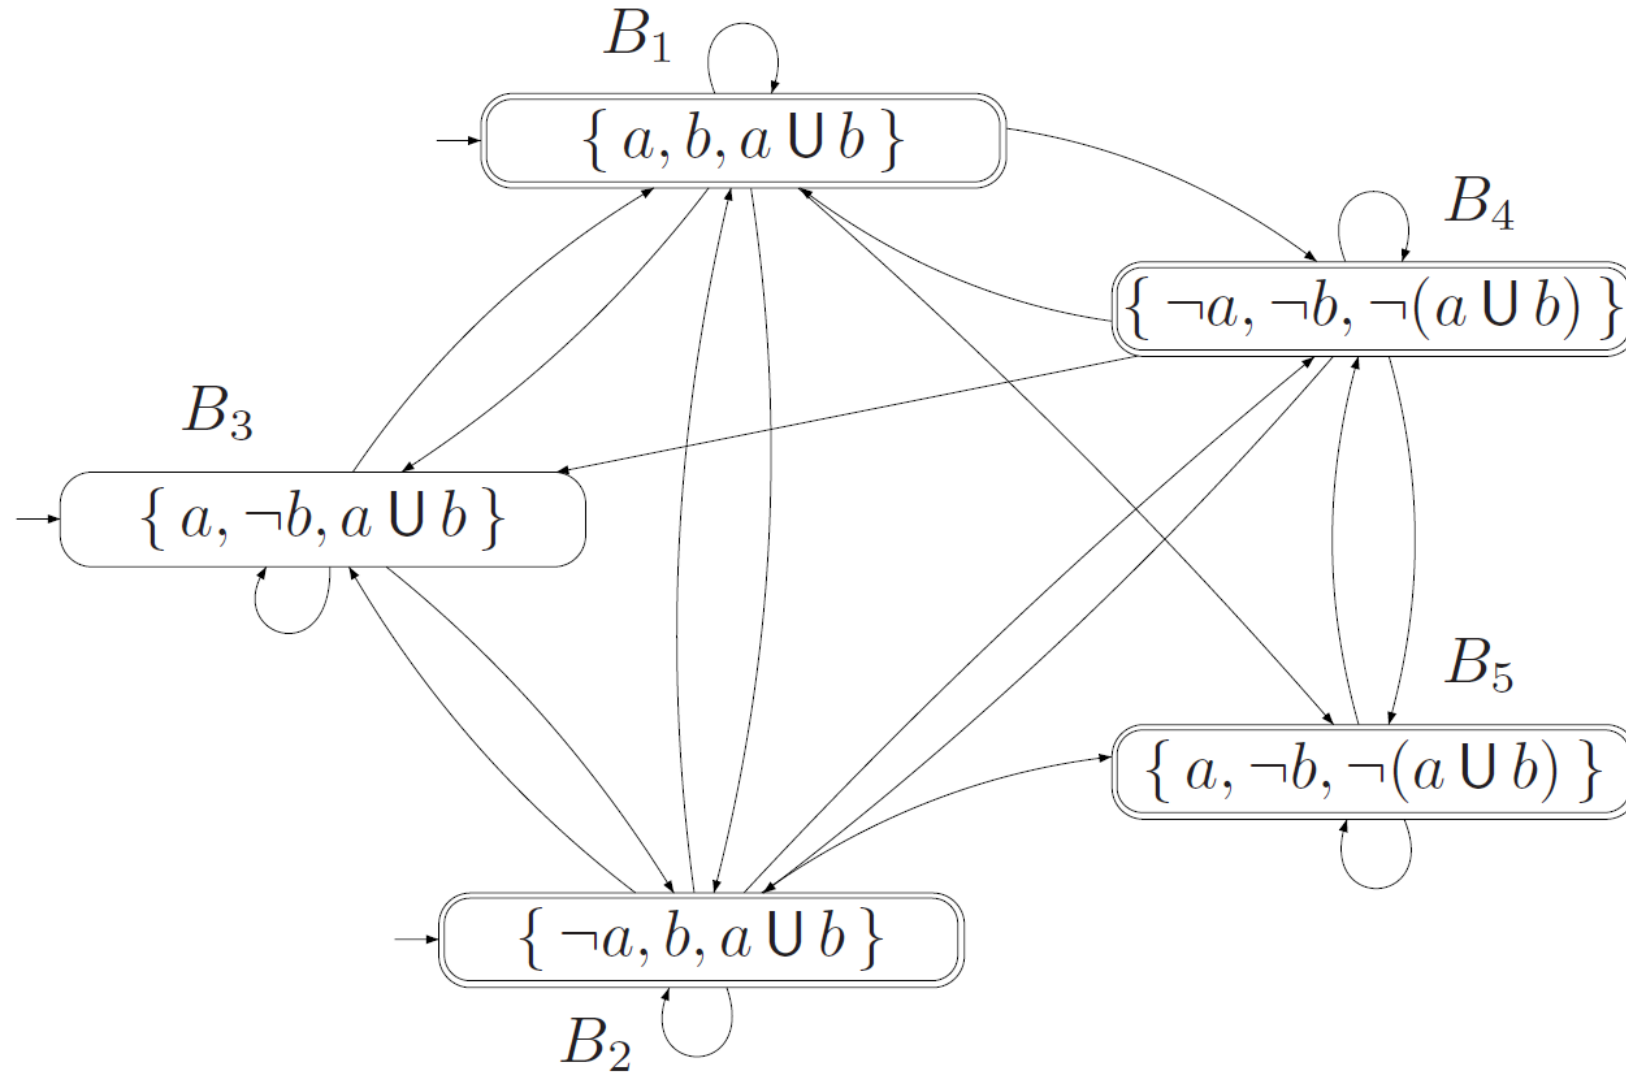 B₁
{ a, b, a U b }
B₄
{ ¬a, ¬b, ¬(a U b) }
B₃
{ a, ¬b, a U b }
B₅
{ a, ¬b, ¬(a U b) }
{ ¬a, b, a U b }
B₂